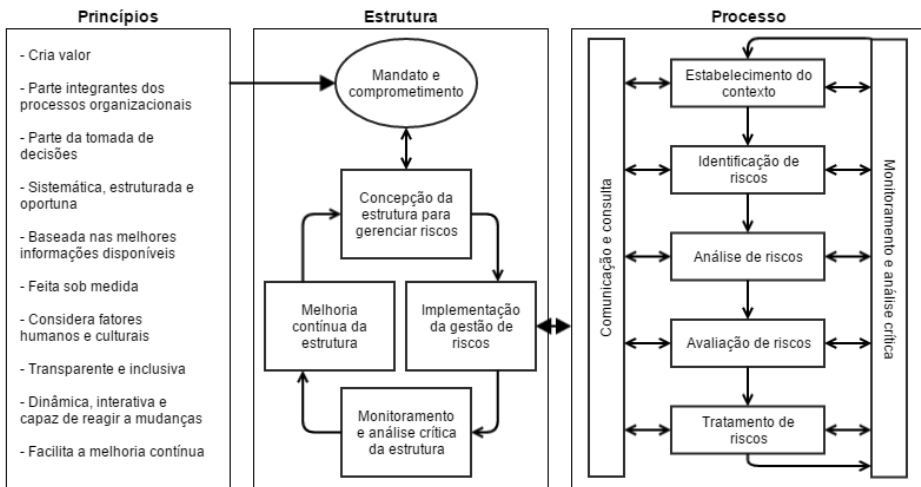 Princípios
- Cria valor
- Parte integrantes dos
processos organizacionais
- Parte da tomada de
decisões
- Sistemática, estruturada e
oportuna
- Baseada nas melhores
informações disponíveis
- Feita sob medida
- Considera fatores
humanos e culturais
- Transparente e inclusiva
- Dinâmica, interativa e
capaz de reagir a mudanças
- Facilita a melhoria contínua
Estrutura
Mandato e
comprometimento
Concepção da
estrutura para
gerenciar riscos
Melhoria
contínua da
estrutura
Implementação
da gestão de
riscos
Monitoramento
e análise crítica
da estrutura
Processo
Comunicação e consulta
Estabelecimento do
contexto
Identificação de
riscos
Análise de riscos
Avaliação de riscos
Tratamento de
riscos
Monitoramento e análise crítica